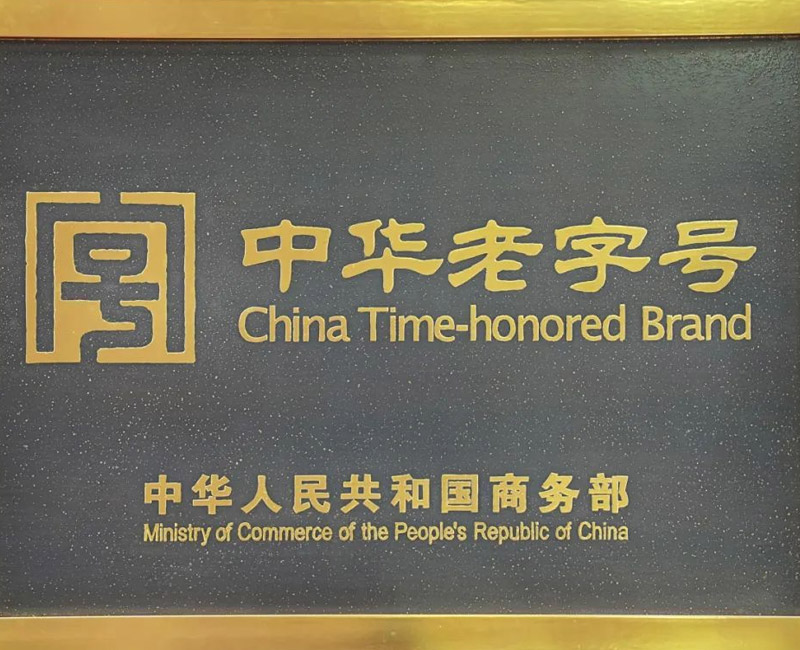 号
中华老字号
China Time-honored Brand
中华人民共和国商务部
Ministry of Commerce of the People's Republic of China